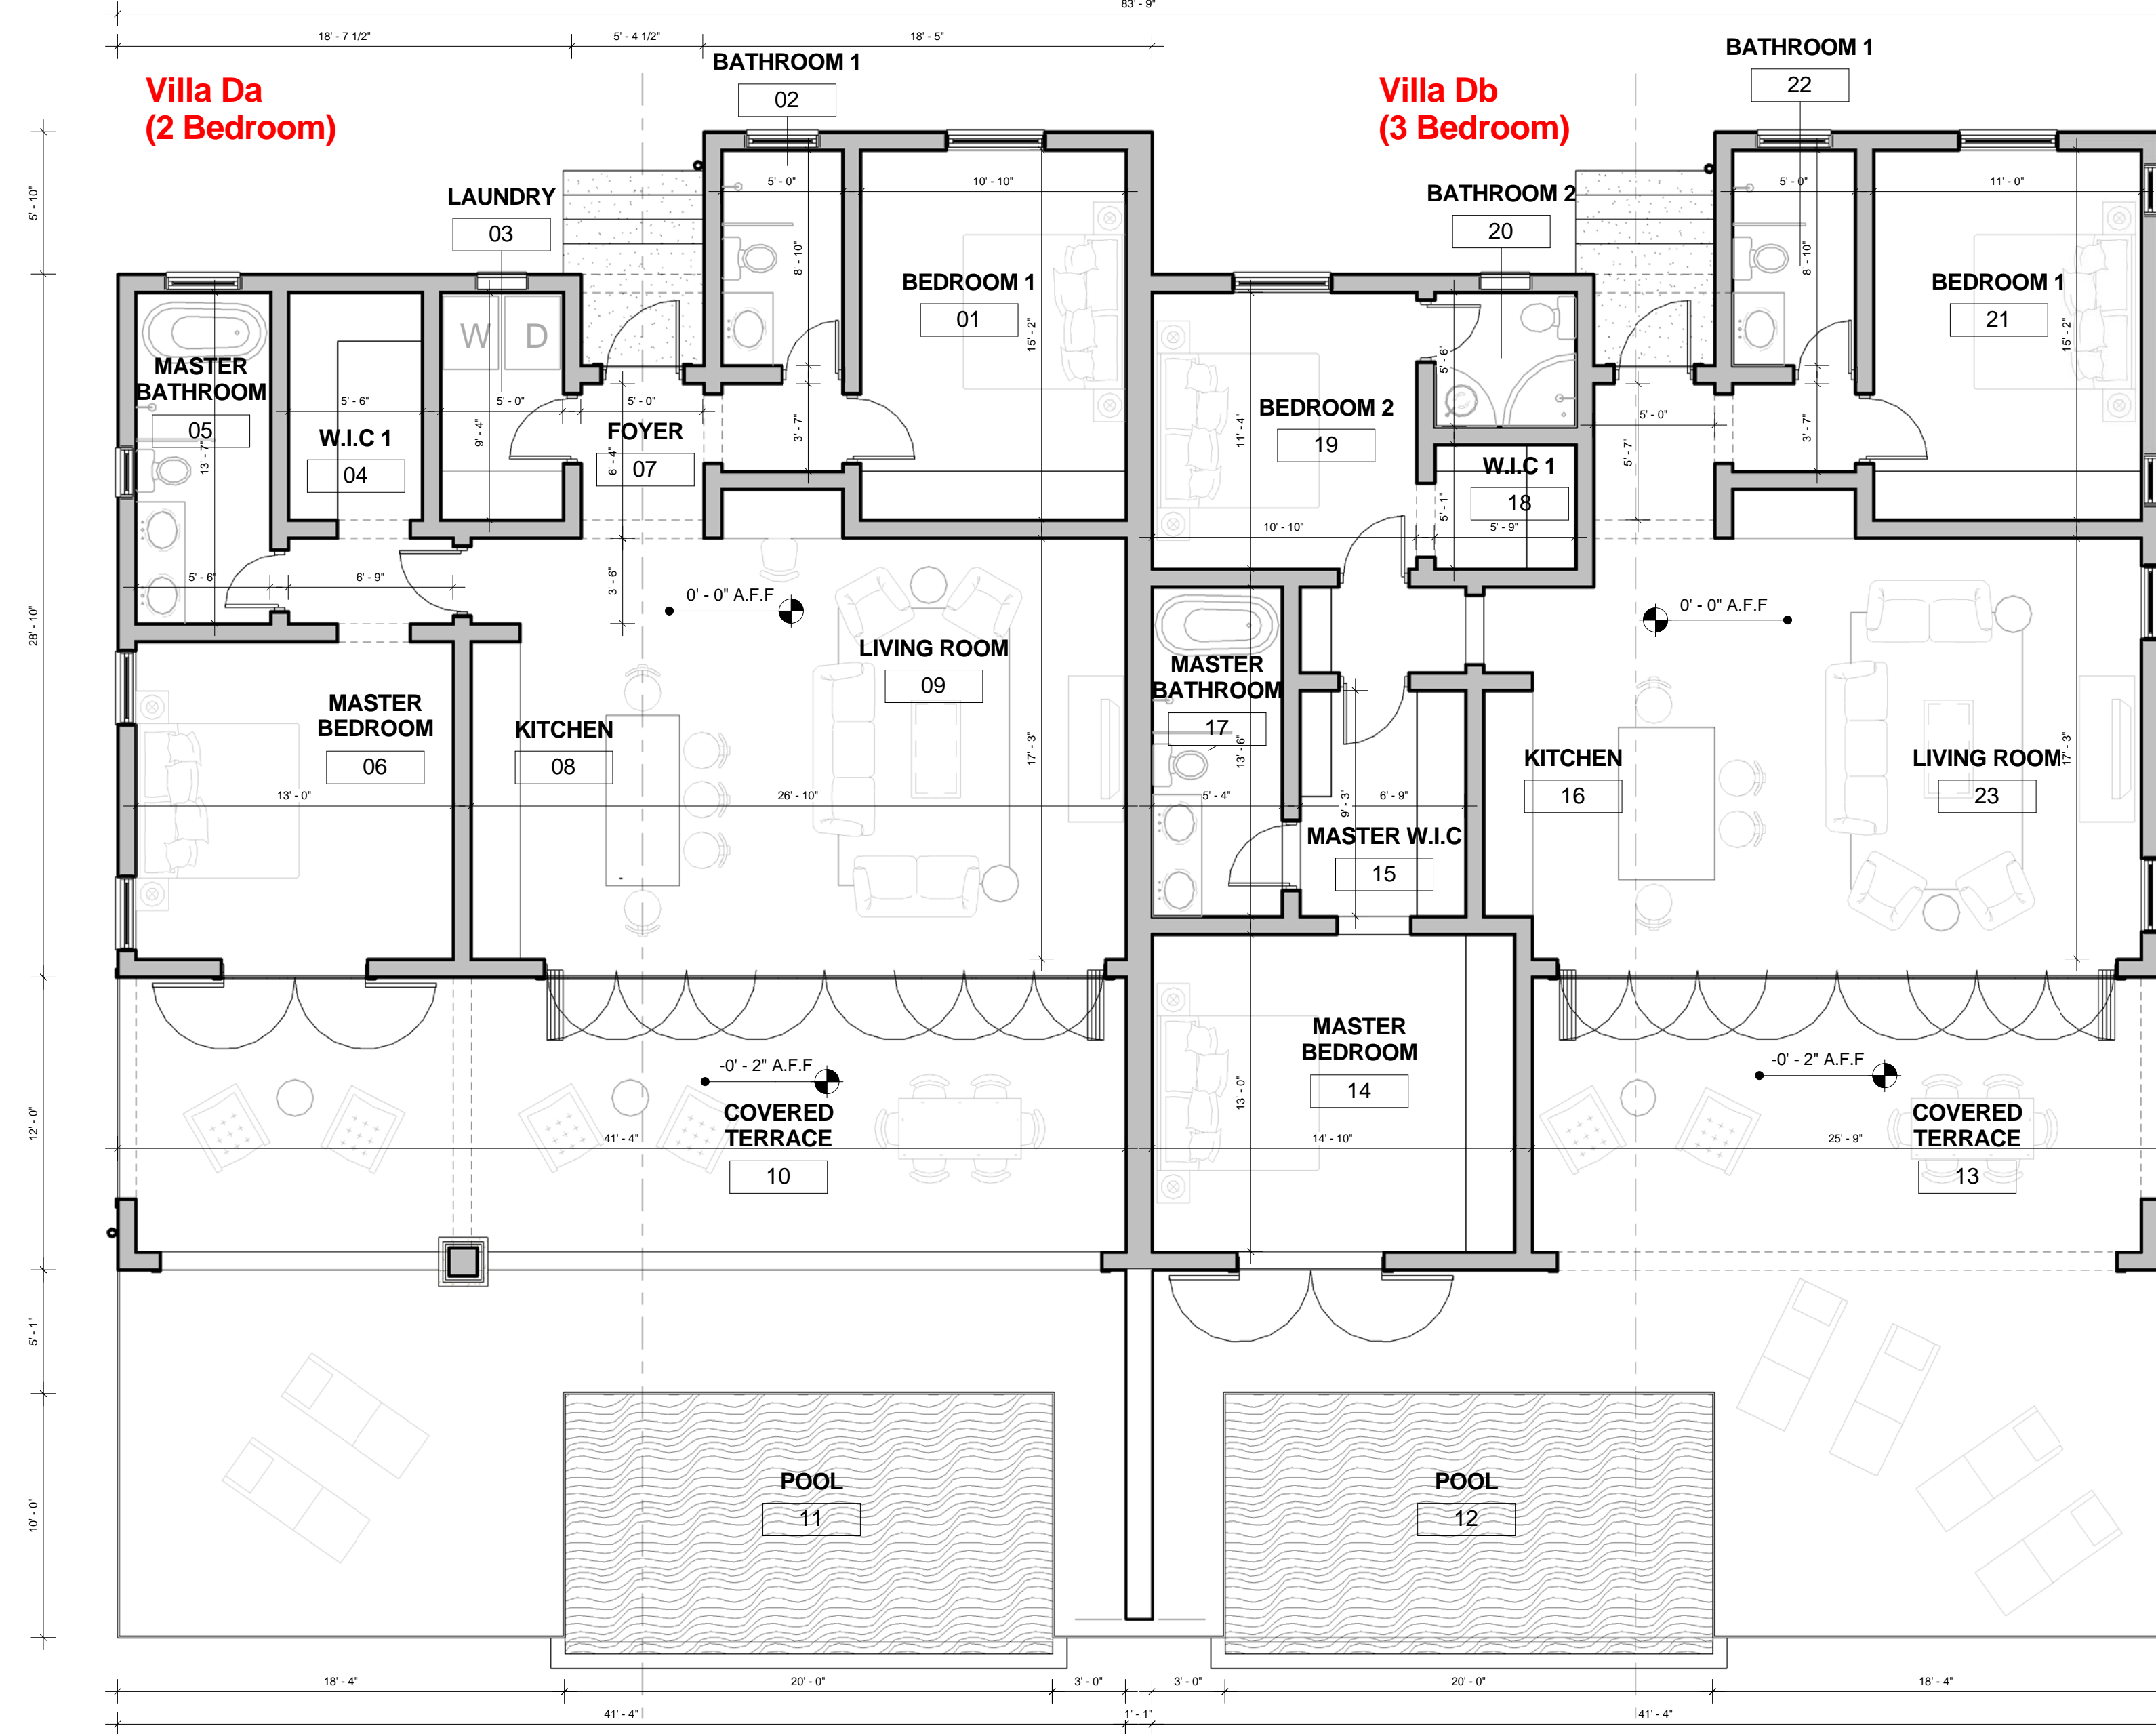 83' - 9"
18' - 7 1/2"
5' - 4 1/2"
18' - 5"
Villa Da
(2 Bedroom)
BATHROOM 1
02
Villa Db
(3 Bedroom)
BATHROOM 1
22
LAUNDRY
03
BATHROOM 2
20
5' - 10"
5' - 0"
10' - 10"
8' - 10"
BEDROOM 1
01
15' - 2"
5' - 0"
11' - 0"
8' - 10"
BEDROOM 1
21
15' - 2"
W D
MASTER
BATHROOM
05
13' - 7"
5' - 6"
W.I.C 1
04
5' - 0"
9' - 4"
5' - 0"
FOYER
07
6' - 4"
3' - 7"
BEDROOM 2
19
11' - 4"
5' - 6"
W.I.C 1
18
5' - 1"
5' - 9"
10' - 10"
5' - 0"
5' - 7"
3' - 7"
5' - 6"
6' - 9"
3' - 6"
0' - 0" A.F.F
0' - 0" A.F.F
28' - 10"
LIVING ROOM
09
17' - 3"
MASTER
BEDROOM
06
13' - 0"
KITCHEN
08
26' - 10"
MASTER
BATHROOM
17
13' - 6"
5' - 4"
6' - 9"
9' - 3"
MASTER W.I.C
15
KITCHEN
16
LIVING ROOM
23
17' - 3"
-0' - 2" A.F.F
COVERED
TERRACE
10
41' - 4"
12' - 0"
MASTER
BEDROOM
14
13' - 0"
14' - 10"
-0' - 2" A.F.F
COVERED
TERRACE
13
25' - 9"
5' - 1"
10' - 0"
POOL
11
POOL
12
18' - 4"
20' - 0"
3' - 0"
3' - 0"
20' - 0"
18' - 4"
41' - 4"
1' - 1"
41' - 4"